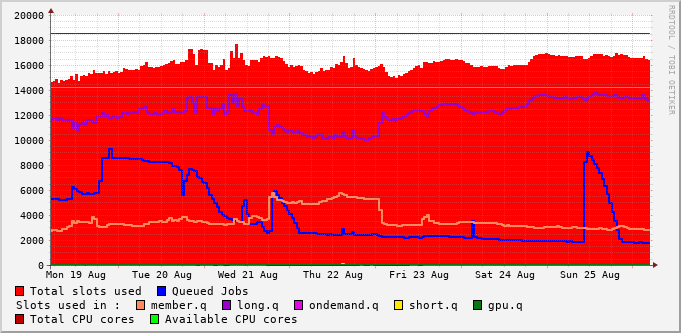 20000
18000
16000
14000
12000
10000
8000
6000
4000
2000
0
Mon 19 Aug Tue 20 Aug Wed 21 Aug Thu 22 Aug Fri 23 Aug Sat 24 Aug Sun 25 Aug
RRDTOOL / TOBI OETIKER
Total slots used Queued Jobs
Slots used in : member.q long.q ondemand.q short.q gpu.q
Total CPU cores Available CPU cores